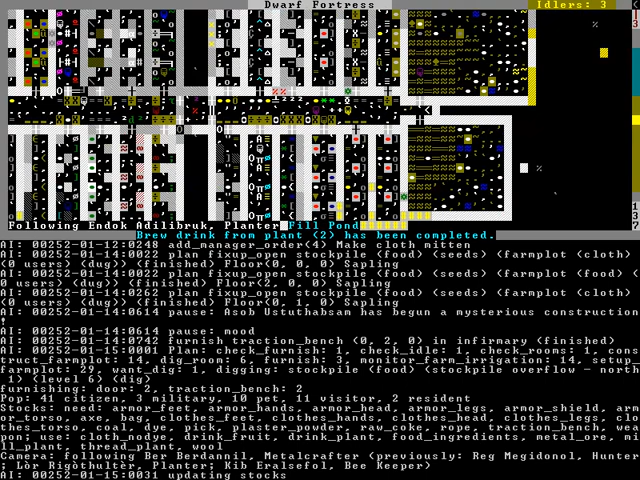 Dwarf Fortress
Idlers: 3
Following Endok Adilibruk, Planter Fill Pond
Brew drink from plant (2) has been completed.
AI: 00252-01-12:0248 add_manager_order(4) Make cloth mitten
AI: 00252-01-14:0022 plan fixup_open stockpile (food) (seeds) (farmplot (cloth)
(0 users) (dug)) (finished) Floor(0, 0, 0) Sapling
AI: 00252-01-14:0022 plan fixup_open stockpile (food) (seeds) (farmplot (food) (
0 users) (dug)) (finished) Floor(2, 0, 0) Sapling
AI: 00252-01-14:0262 plan fixup_open stockpile (food) (seeds) (farmplot (cloth)
(0 users) (dug)) (finished) Floor(0, 1, 0) Sapling
AI: 00252-01-14:0614 pause: Asob Ustuthabsam has begun a mysterious construction
!
AI: 00252-01-14:0614 pause: mood
AI: 00252-01-14:0742 furnish traction_bench (0, 2, 0) in infirmary (finished)
AI: 00252-01-15:0001 Plan: check_furnish: 1, check_idle: 1, check_rooms: 1, cons
truct_farmplot: 14, dig_room: 6, furnish: 3, monitor_farm_irrigation: 14, setup_
farmplot: 29, want_dig: 1, digging: stockpile (food) (stockpile overflow - north
1) (level 6) (dig)
furnishing: door: 2, traction_bench: 2
Pop: 41 citizen, 3 military, 10 pet, 11 visitor, 2 resident
Stocks: need: armor_feet, armor_hands, armor_head, armor_legs, armor_shield, arm
or_torso, axe, bag, clothes_feet, clothes_hands, clothes_head, clothes_legs, clo
thes_torso, coal, dye, pick, plaster_powder, raw_coke, rope, traction_bench, wea
pon; use: cloth_nodye, drink_fruit, drink_plant, food_ingredients, metal_ore, mi
ll_plant, thread_plant, wool
Camera: following Ber Berdannil, Metalcrafter (previously: Reg Megidonol, Hunter
; Lòr Rigòthultèr, Planter; Kib Eralsefol, Bee Keeper)
AI: 00252-01-15:0031 updating stocks